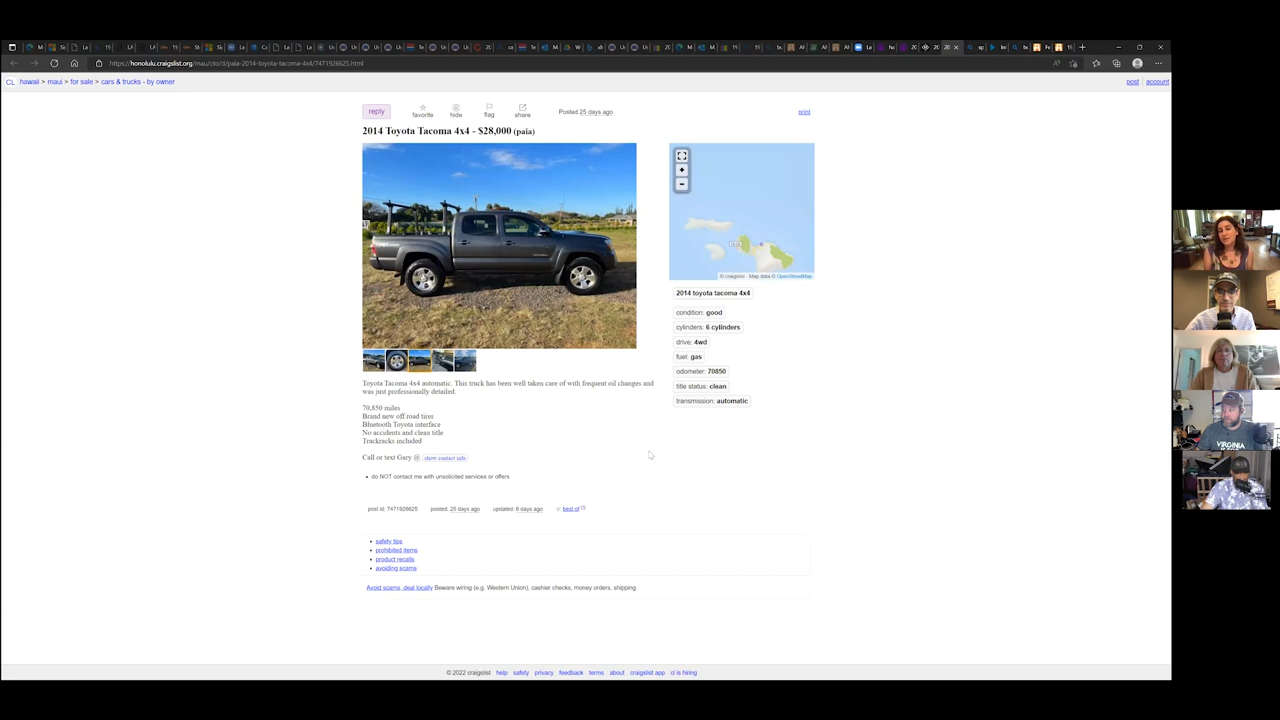 https://honolulu.craigslist.org/mau/cto/d/paia-2014-toyota-tacoma-4x4/7471926625.html
CL hawaii > maui > for sale > cars & trucks - by owner
post account
reply favorite hide flag share Posted 25 days ago print
2014 Toyota Tacoma 4x4 - $28,000 (paia)
+
−
© craigslist - Map data © OpenStreetMap
2014 toyota tacoma 4x4
condition: good
cylinders: 6 cylinders
drive: 4wd
fuel: gas
odometer: 70850
title status: clean
transmission: automatic
Toyota Tacoma 4x4 automatic. This truck has been well taken care of with frequent oil changes and
was just professionally detailed.
70,850 miles
Brand new off road tires
Bluetooth Toyota interface
No accidents and clean title
Trackracks included
Call or text Gary @ show contact info
do NOT contact me with unsolicited services or offers
post id: 7471926625 posted: 25 days ago updated: 6 days ago best of [?]
safety tips
prohibited items
product recalls
avoiding scams
Avoid scams, deal locally Beware wiring (e.g. Western Union), cashier checks, money orders, shipping.
© 2022 craigslist help safety privacy feedback terms about craigslist app cl is hiring
VIRGINIA